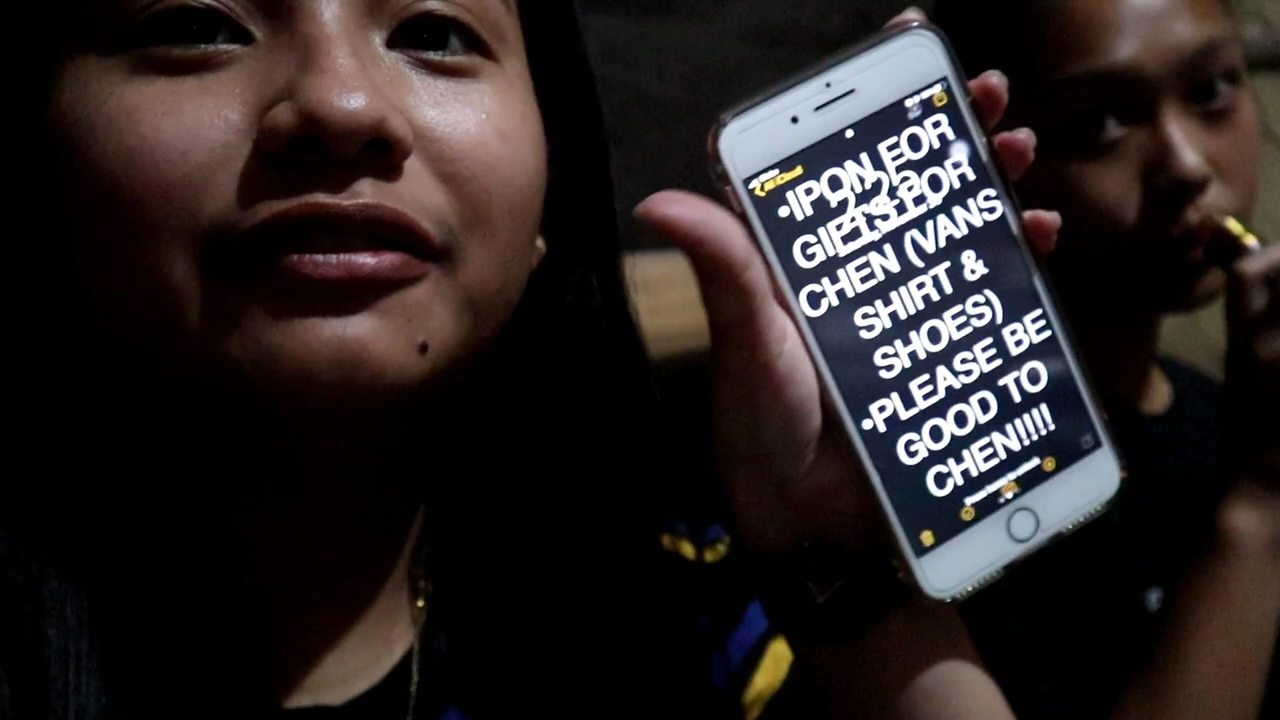 •IPON FOR
GIFTS FOR
CHEN (VANS
SHIRT &
SHOES)
•PLEASE BE
GOOD TO
CHEN!!!!